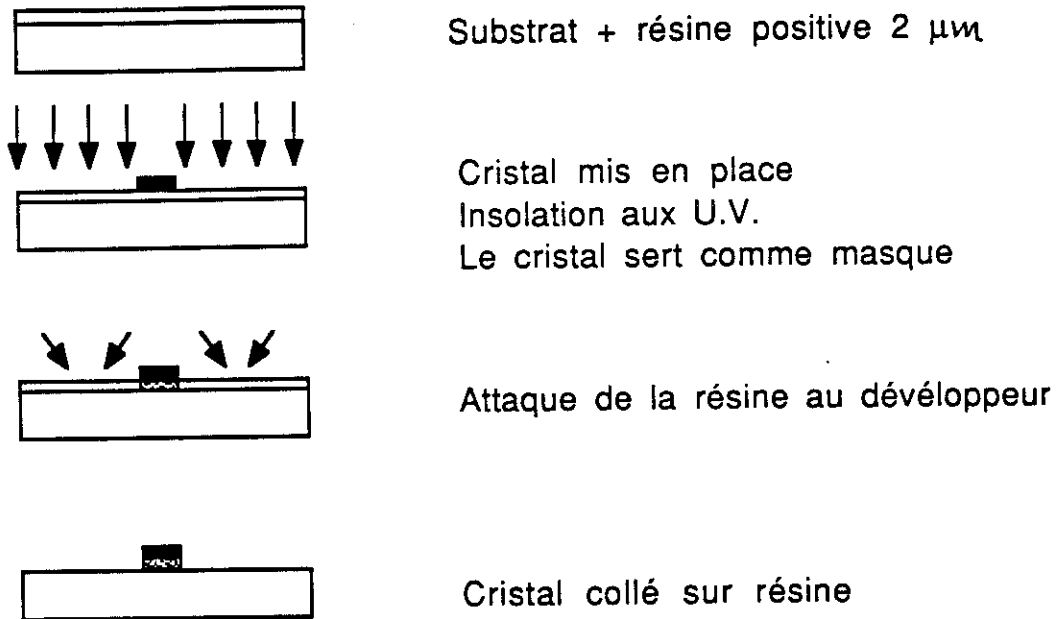 Substrat + résine positive 2 μm
Cristal mis en place
Insolation aux U.V.
Le cristal sert comme masque
Attaque de la résine au dévéloppeur
Cristal collé sur résine